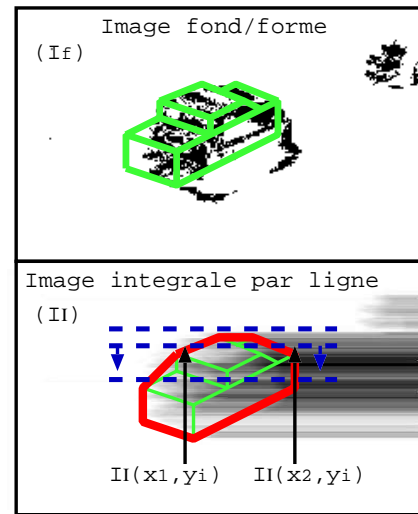 Image fond/forme
(If)
Image integrale par ligne
(II)
II(x1,yi) II(x2,yi)